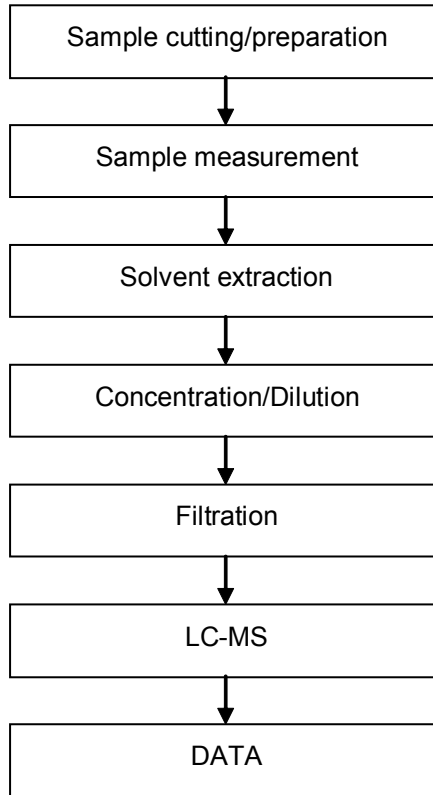 Sample cutting/preparation
Sample measurement
Solvent extraction
Concentration/Dilution
Filtration
LC-MS
DATA